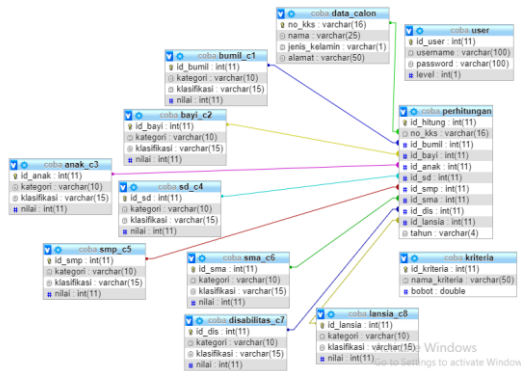 coba data_calon
no_kks : varchar(16)
nama : varchar(25)
jenis_kelamin : varchar(1)
alamat : varchar(50)
coba user
id_user : int(11)
username : varchar(100)
password : varchar(100)
level : int(1)
coba bumil_c1
id_bumil : int(11)
kategori : varchar(10)
klasifikasi : varchar(15)
nilai : int(11)
coba bayi_c2
id_bayi : int(11)
kategori : varchar(10)
klasifikasi : varchar(15)
nilai : int(11)
coba perhitungan
id_hitung : int(11)
no_kks : varchar(16)
id_bumil : int(11)
id_bayi : int(11)
id_anak : int(11)
id_sd : int(11)
id_smp : int(11)
id_sma : int(11)
id_dis : int(11)
id_lansia : int(11)
tahun : varchar(4)
coba anak_c3
id_anak : int(11)
kategori : varchar(10)
klasifikasi : varchar(15)
nilai : int(11)
coba sd_c4
id_sd : int(11)
kategori : varchar(10)
klasifikasi : varchar(15)
nilai : int(11)
coba smp_c5
id_smp : int(11)
kategori : varchar(10)
klasifikasi : varchar(15)
nilai : int(11)
coba sma_c6
id_sma : int(11)
kategori : varchar(10)
klasifikasi : varchar(15)
nilai : int(11)
coba kriteria
id_kriteria : int(11)
nama_kriteria : varchar(50)
bobot : double
coba disabilitas_c7
id_dis : int(11)
kategori : varchar(10)
klasifikasi : varchar(15)
nilai : int(11)
coba lansia_c8
id_lansia : int(11)
kategori : varchar(10)
klasifikasi : varchar(15)
nilai : int(11)
Windows
Go to Settings to activate Window